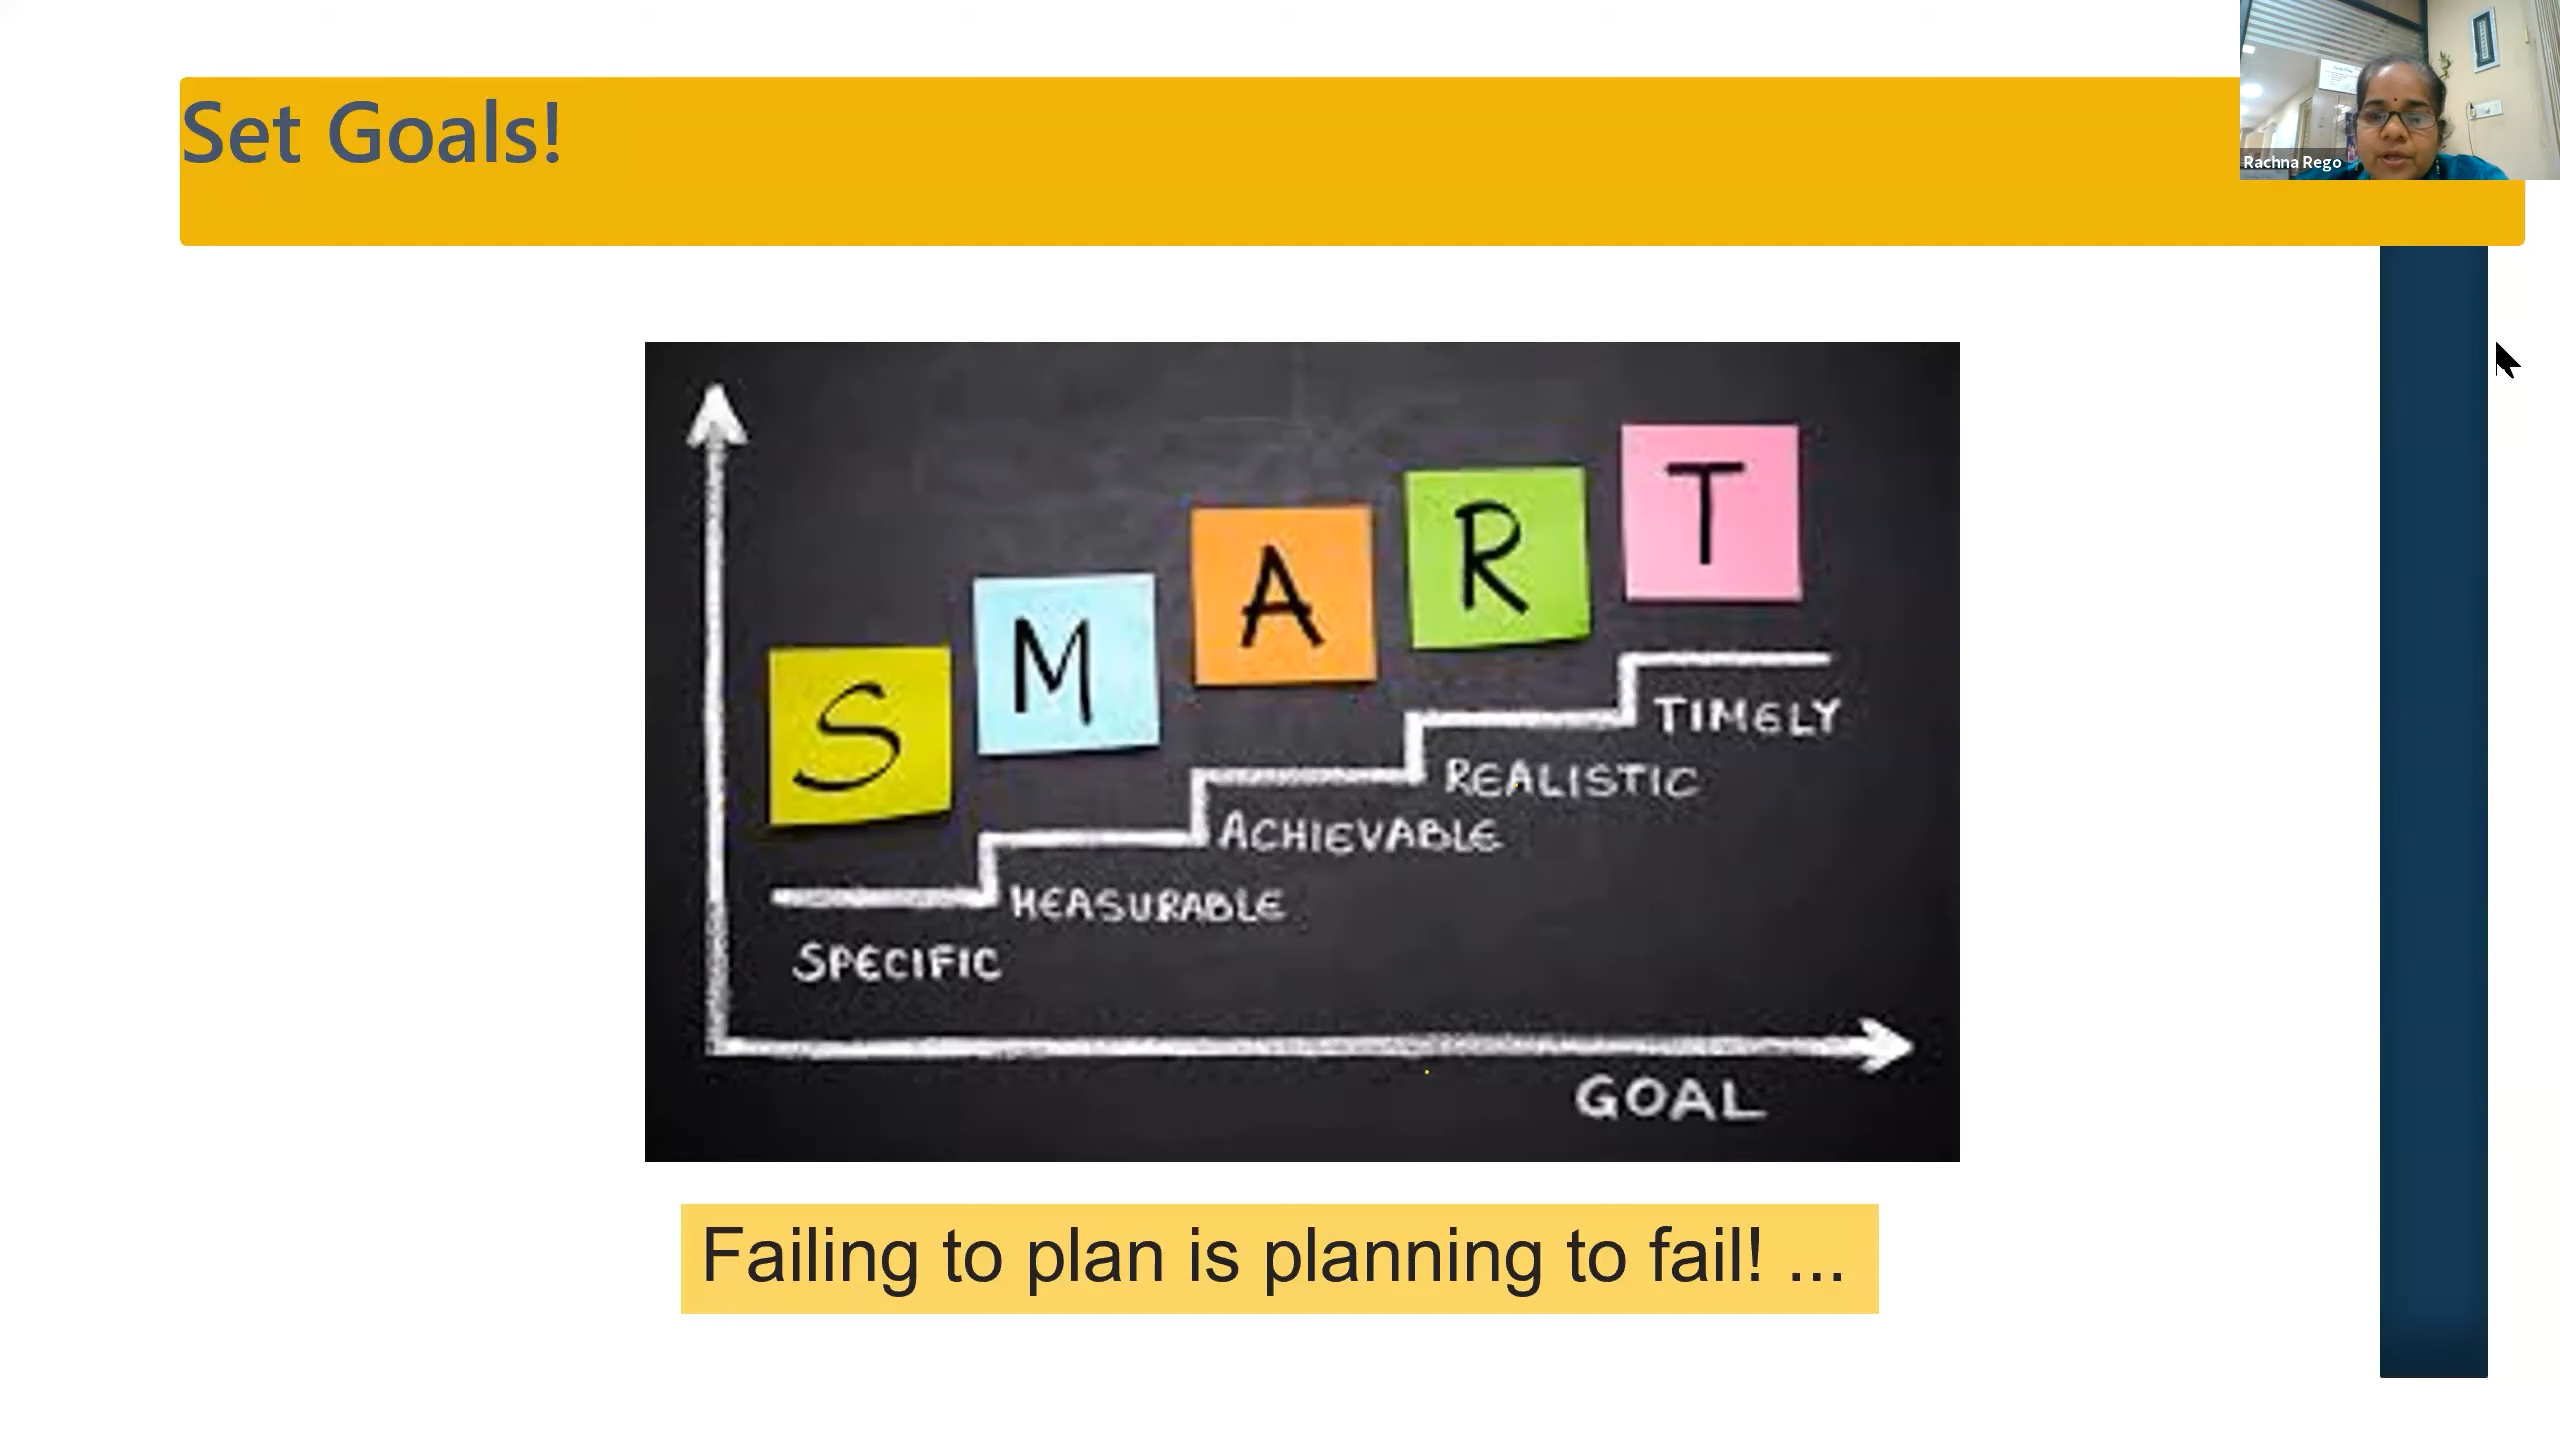 Set Goals!
Rachna Rego
S
M
A
R
T
TIMELY
REALISTIC
ACHIEVABLE
MEASURABLE
SPECIFIC
GOAL
Failing to plan is planning to fail! ...